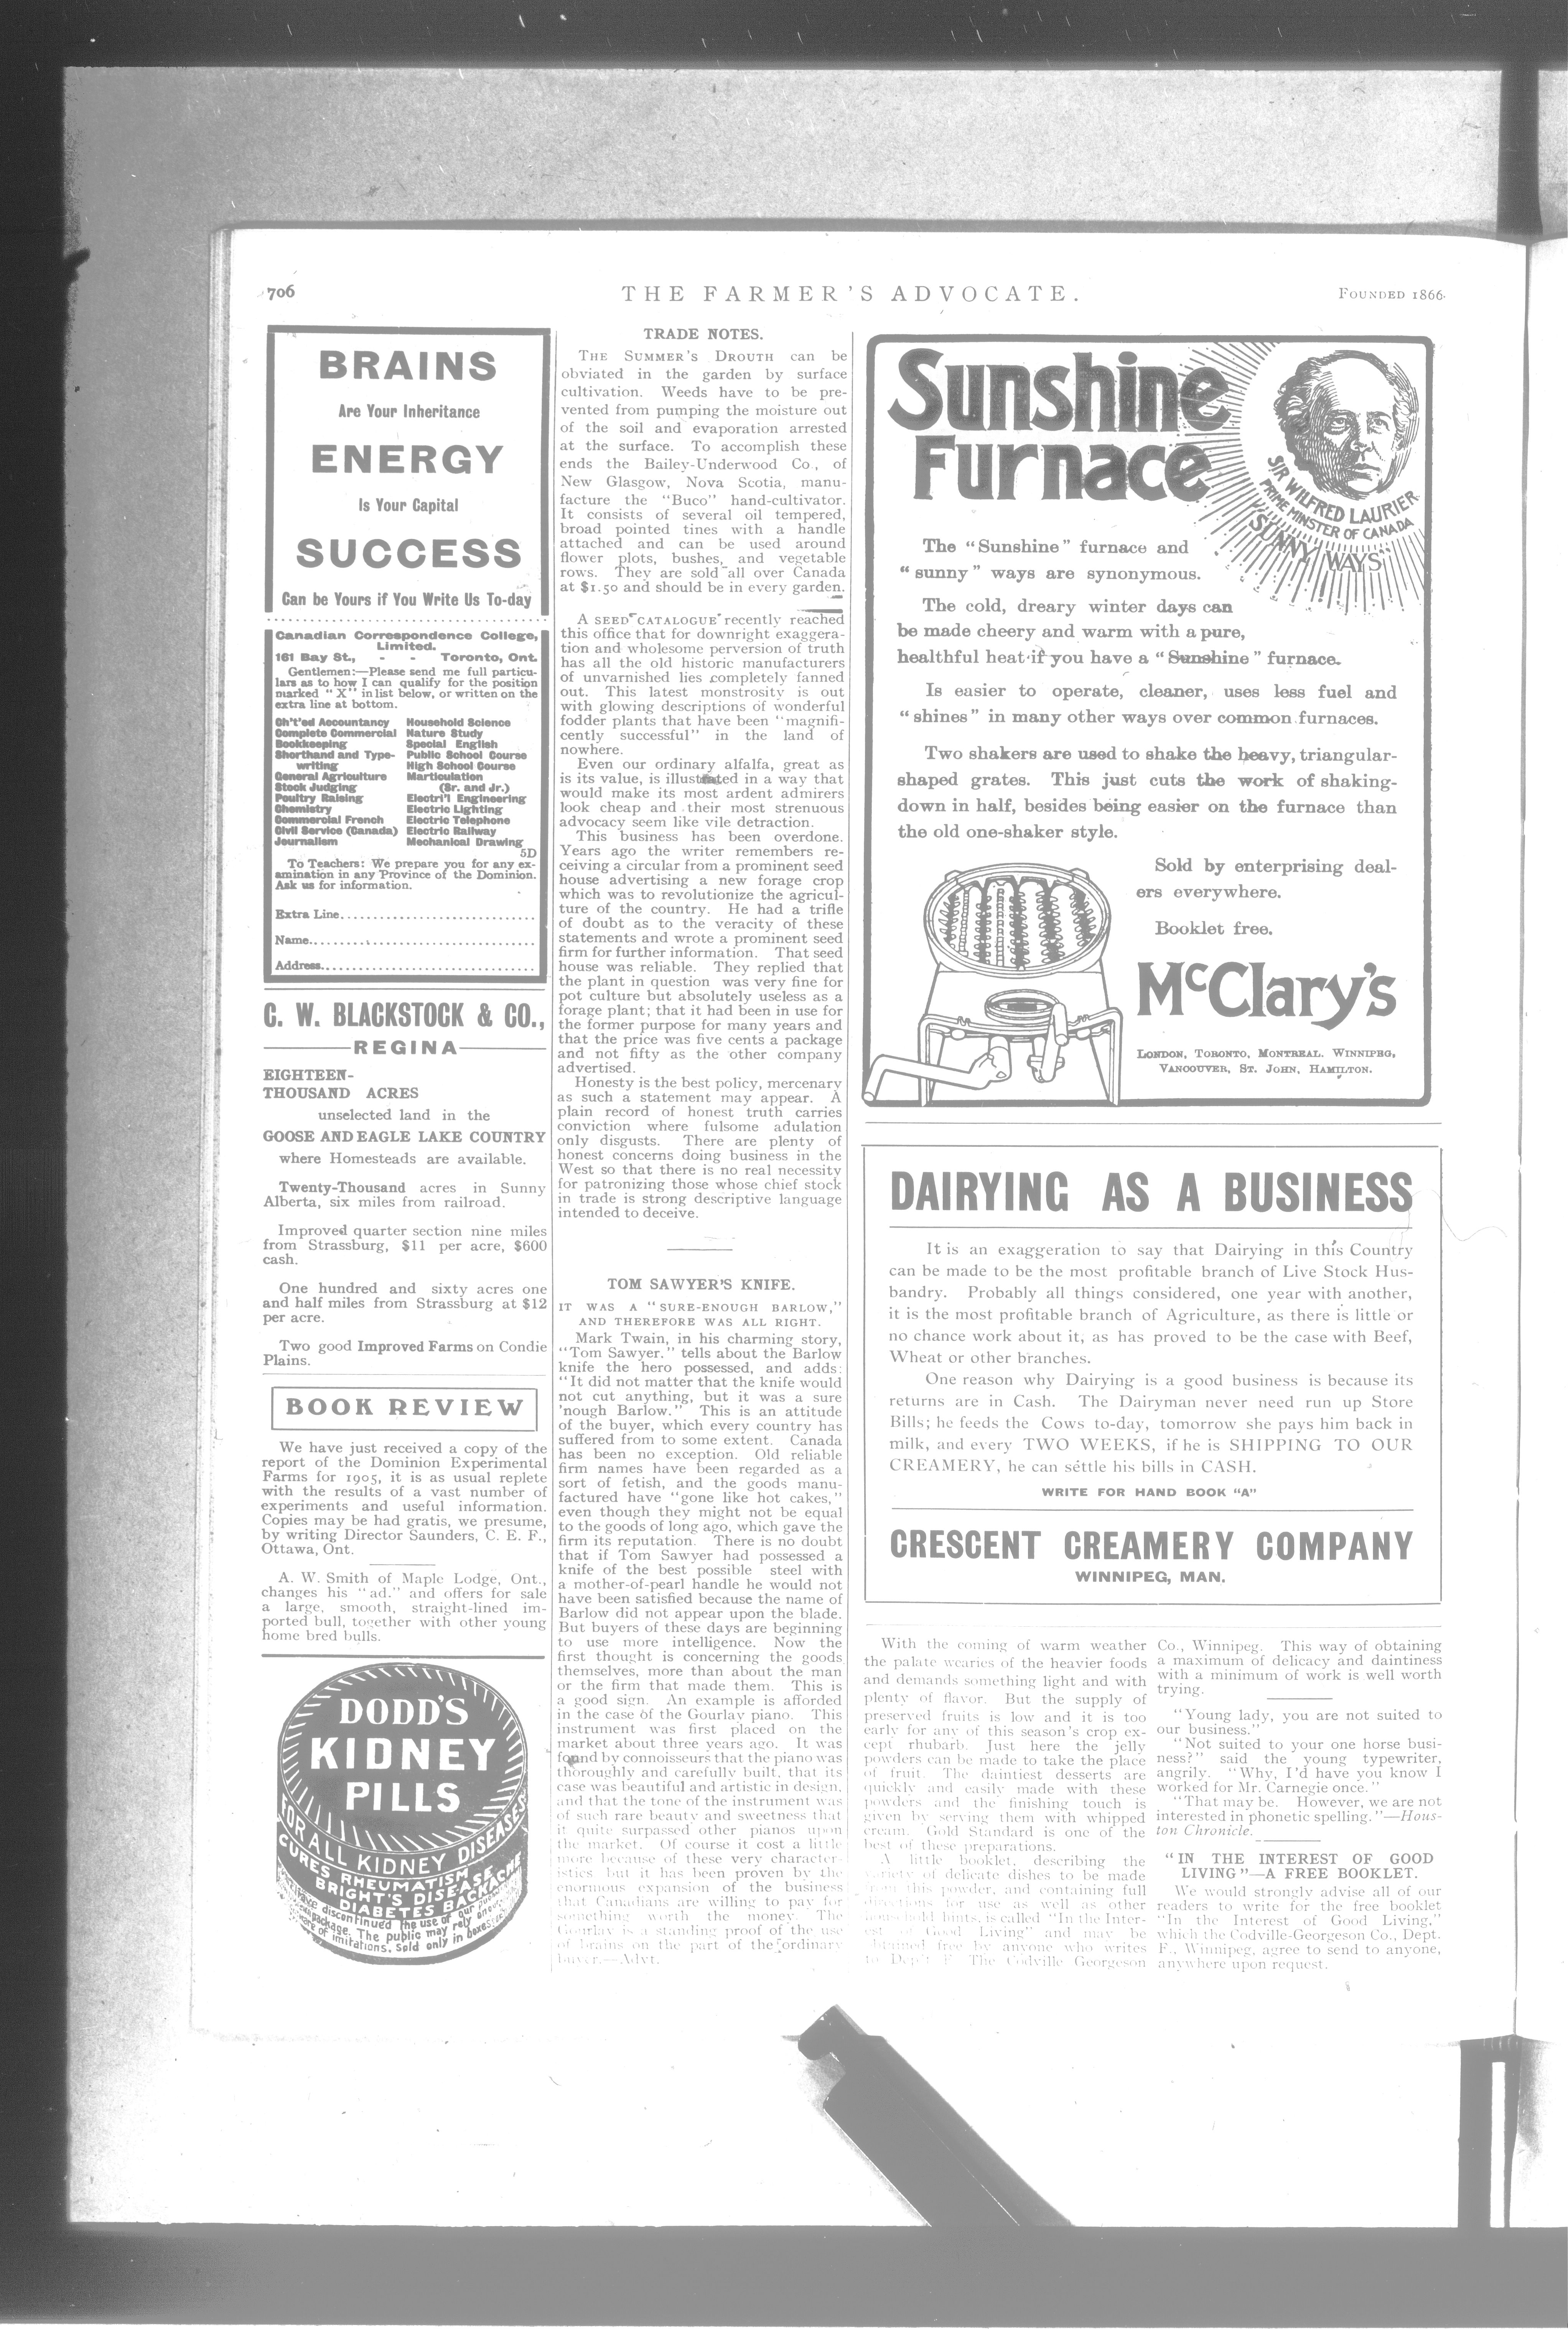 706
THE FARMER'S ADVOCATE.
FOUNDED 1866.
BRAINS
Are Your Inheritance
ENERGY
Is Your Capital
SUCCESS
Can be Yours if You Write Us To-day
Canadian Correspondence College,
Limited.
161 Bay St., - - Toronto, Ont.
Gentlemen:—Please send me full particu-
lars as to how I can qualify for the position
marked "X" in list below, or written on the
extra line at bottom.
Ch't'ed Accountancy
Complete Commercial
Bookkeeping
Shorthand and Type-
writing
General Agriculture
Stock Judging
Poultry Raising
Chemistry
Commercial French
Civil Service (Canada)
Journalism
Household Science
Nature Study
Special English
Public School Course
High School Course
Marticulation
(Sr. and Jr.)
Electri'l Engineering
Electric Lighting
Electric Telephone
Electric Railway
Mechanical Drawing
5D
To Teachers: We prepare you for any ex-
amination in any Province of the Dominion.
Ask us for information.
Extra Line
Name
Address
C. W. BLACKSTOCK & CO.,
REGINA
EIGHTEEN-
THOUSAND ACRES
unselected land in the
GOOSE AND EAGLE LAKE COUNTRY
where Homesteads are available.
Twenty-Thousand acres in Sunny
Alberta, six miles from railroad.
Improved quarter section nine miles
from Strassburg, $11 per acre, $600
cash.
One hundred and sixty acres one
and half miles from Strassburg at $12
per acre.
Two good Improved Farms on Condie
Plains.
BOOK REVIEW
We have just received a copy of the
report of the Dominion Experimental
Farms for 1905, it is as usual replete
with the results of a vast number of
experiments and useful information.
Copies may be had gratis, we presume,
by writing Director Saunders, C. E. F.,
Ottawa, Ont.
A. W. Smith of Maple Lodge, Ont.,
changes his "ad." and offers for sale
a large, smooth, straight-lined im-
ported bull, together with other young
home bred bulls.
DODD'S
KIDNEY
PILLS
FOR ALL KIDNEY DISEASES
CURES RHEUMATISM
BRIGHT'S DISEASE
DIABETES BACKACHE
discontinued the use of our
package. The public may rely
of imitations. Sold only in boxes
TRADE NOTES.
THE SUMMER'S DROUTH can be
obviated in the garden by surface
cultivation. Weeds have to be pre-
vented from pumping the moisture out
of the soil and evaporation arrested
at the surface. To accomplish these
ends the Bailey-Underwood Co., of
New Glasgow, Nova Scotia, manu-
facture the "Buco" hand-cultivator.
It consists of several oil tempered,
broad pointed tines with a handle
attached and can be used around
flower plots, bushes, and vegetable
rows. They are sold all over Canada
at $1.50 and should be in every garden.
A SEED CATALOGUE recently reached
this office that for downright exaggera-
tion and wholesome perversion of truth
has all the old historic manufacturers
of unvarnished lies completely fanned
out. This latest monstrosity is out
with glowing descriptions of wonderful
fodder plants that have been "magnifi-
cently successful" in the land of
nowhere.
Even our ordinary alfalfa, great as
is its value, is illustrated in a way that
would make its most ardent admirers
look cheap and their most strenuous
advocacy seem like vile detraction.
This business has been overdone.
Years ago the writer remembers re-
ceiving a circular from a prominent seed
house advertising a new forage crop
which was to revolutionize the agricul-
ture of the country. He had a trifle
of doubt as to the veracity of these
statements and wrote a prominent seed
firm for further information. That seed
house was reliable. They replied that
the plant in question was very fine for
pot culture but absolutely useless as a
forage plant; that it had been in use for
the former purpose for many years and
that the price was five cents a package
and not fifty as the other company
advertised.
Honesty is the best policy, mercenary
as such a statement may appear. A
plain record of honest truth carries
conviction where fulsome adulation
only disgusts. There are plenty of
honest concerns doing business in the
West so that there is no real necessity
for patronizing those whose chief stock
in trade is strong descriptive language
intended to deceive.
TOM SAWYER'S KNIFE.
IT WAS A "SURE-ENOUGH BARLOW,"
AND THEREFORE WAS ALL RIGHT.
Mark Twain, in his charming story,
"Tom Sawyer." tells about the Barlow
knife the hero possessed, and adds:
"It did not matter that the knife would
not cut anything, but it was a sure
'nough Barlow." This is an attitude
of the buyer, which every country has
suffered from to some extent. Canada
has been no exception. Old reliable
firm names have been regarded as a
sort of fetish, and the goods manu-
factured have "gone like hot cakes,"
even though they might not be equal
to the goods of long ago, which gave the
firm its reputation. There is no doubt
that if Tom Sawyer had possessed a
knife of the best possible steel with
a mother-of-pearl handle he would not
have been satisfied because the name of
Barlow did not appear upon the blade.
But buyers of these days are beginning
to use more intelligence. Now the
first thought is concerning the goods
themselves, more than about the man
or the firm that made them. This is
a good sign. An example is afforded
in the case of the Gourlay piano. This
instrument was first placed on the
market about three years ago. It was
found by connoisseurs that the piano was
thoroughly and carefully built, that its
case was beautiful and artistic in design,
and that the tone of the instrument was
of such rare beauty and sweetness that
it quite surpassed other pianos upon
the market. Of course it cost a little
more because of these very character-
istics but it has been proven by the
enormous expansion of the business
that Canadians are willing to pay for
something worth the money. The
Gourlay is a standing proof of the use
of brains on the part of the ordinary
buyer.—Advt.
Sunshine
Furnace
SIR WILFRED LAURIER
PRIME MINSTER OF CANADA
"SUNNY WAYS"
The "Sunshine" furnace and
"sunny" ways are synonymous.
The cold, dreary winter days can
be made cheery and warm with a pure,
healthful heat if you have a "Sunshine" furnace.
Is easier to operate, cleaner, uses less fuel and
"shines" in many other ways over common furnaces.
Two shakers are used to shake the heavy, triangular-
shaped grates. This just cuts the work of shaking-
down in half, besides being easier on the furnace than
the old one-shaker style.
Sold by enterprising deal-
ers everywhere.
Booklet free.
McClary's
LONDON, TORONTO, MONTREAL, WINNIPEG,
VANCOUVER, ST. JOHN, HAMILTON.
DAIRYING AS A BUSINESS
It is an exaggeration to say that Dairying in this Country
can be made to be the most profitable branch of Live Stock Hus-
bandry. Probably all things considered, one year with another,
it is the most profitable branch of Agriculture, as there is little or
no chance work about it, as has proved to be the case with Beef,
Wheat or other branches.
One reason why Dairying is a good business is because its
returns are in Cash. The Dairyman never need run up Store
Bills; he feeds the Cows to-day, tomorrow she pays him back in
milk, and every TWO WEEKS, if he is SHIPPING TO OUR
CREAMERY, he can settle his bills in CASH.
WRITE FOR HAND BOOK "A"
CRESCENT CREAMERY COMPANY
WINNIPEG, MAN.
With the coming of warm weather
the palate wearies of the heavier foods
and demands something light and with
plenty of flavor. But the supply of
preserved fruits is low and it is too
early for any of this season's crop ex-
cept rhubarb. Just here the jelly
powders can be made to take the place
of fruit. The daintiest desserts are
quickly and easily made with these
powders and the finishing touch is
given by serving them with whipped
cream. Gold Standard is one of the
best of these preparations.
A little booklet, describing the
variety of delicate dishes to be made
from this powder, and containing full
directions for use as well as other
household hints, is called "In the Inter-
est of Good Living" and may be
obtained free by anyone who writes
to Dep't F. The Codville Georgeson
Co., Winnipeg. This way of obtaining
a maximum of delicacy and daintiness
with a minimum of work is well worth
trying.
"Young lady, you are not suited to
our business."
"Not suited to your one horse busi-
ness?" said the young typewriter,
angrily. "Why, I'd have you know I
worked for Mr. Carnegie once."
"That may be. However, we are not
interested in phonetic spelling."—Hous-
ton Chronicle.
"IN THE INTEREST OF GOOD
LIVING"—A FREE BOOKLET.
We would strongly advise all of our
readers to write for the free booklet
"In the Interest of Good Living,"
which the Codville-Georgeson Co., Dept.
F., Winnipeg, agree to send to anyone,
anywhere upon request.